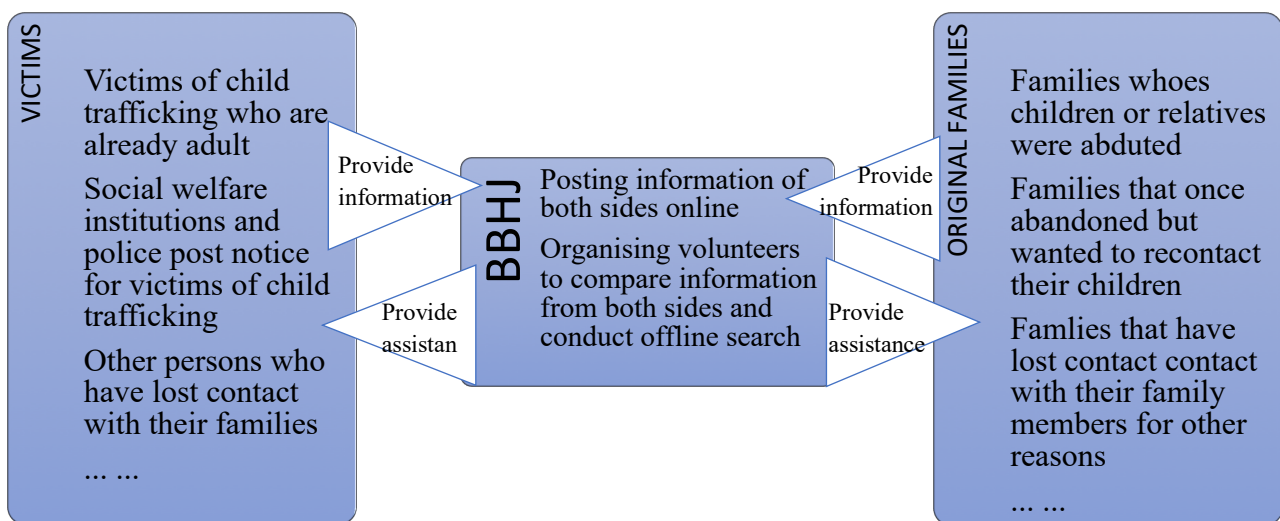 VICTIMS
Victims of child
trafficking who are
already adult
Social welfare
institutions and
police post notice
for victims of child
trafficking
Other persons who
have lost contact
with their families
... ...
Provide
information
Provide
assistan
BBHJ
Posting information of
both sides online
Organising volunteers
to compare information
from both sides and
conduct offline search
Provide
information
Provide
assistance
ORIGINAL FAMILIES
Families whoes
children or relatives
were abduted
Families that once
abandoned but
wanted to recontact
their children
Famlies that have
lost contact contact
with their family
members for other
reasons
... ...